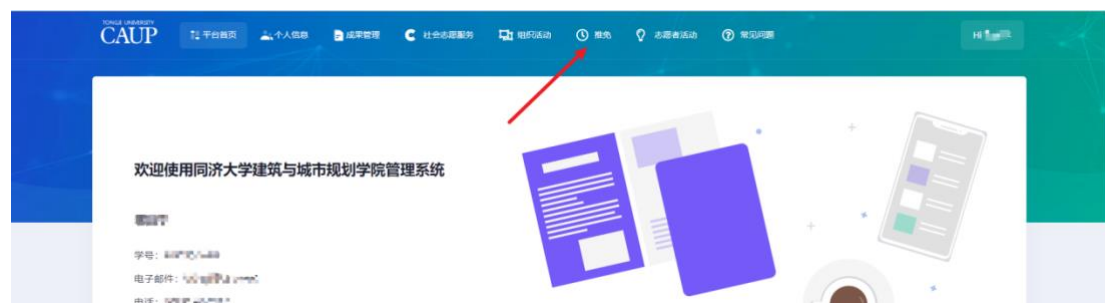 TONGJI UNIVERSITY
CAUP 平台首页 个人信息 成果管理 社会志愿服务 组织活动 推免 志愿者活动 常见问题 Hi
欢迎使用同济大学建筑与城市规划学院管理系统
学号：
电子邮件：
电话：